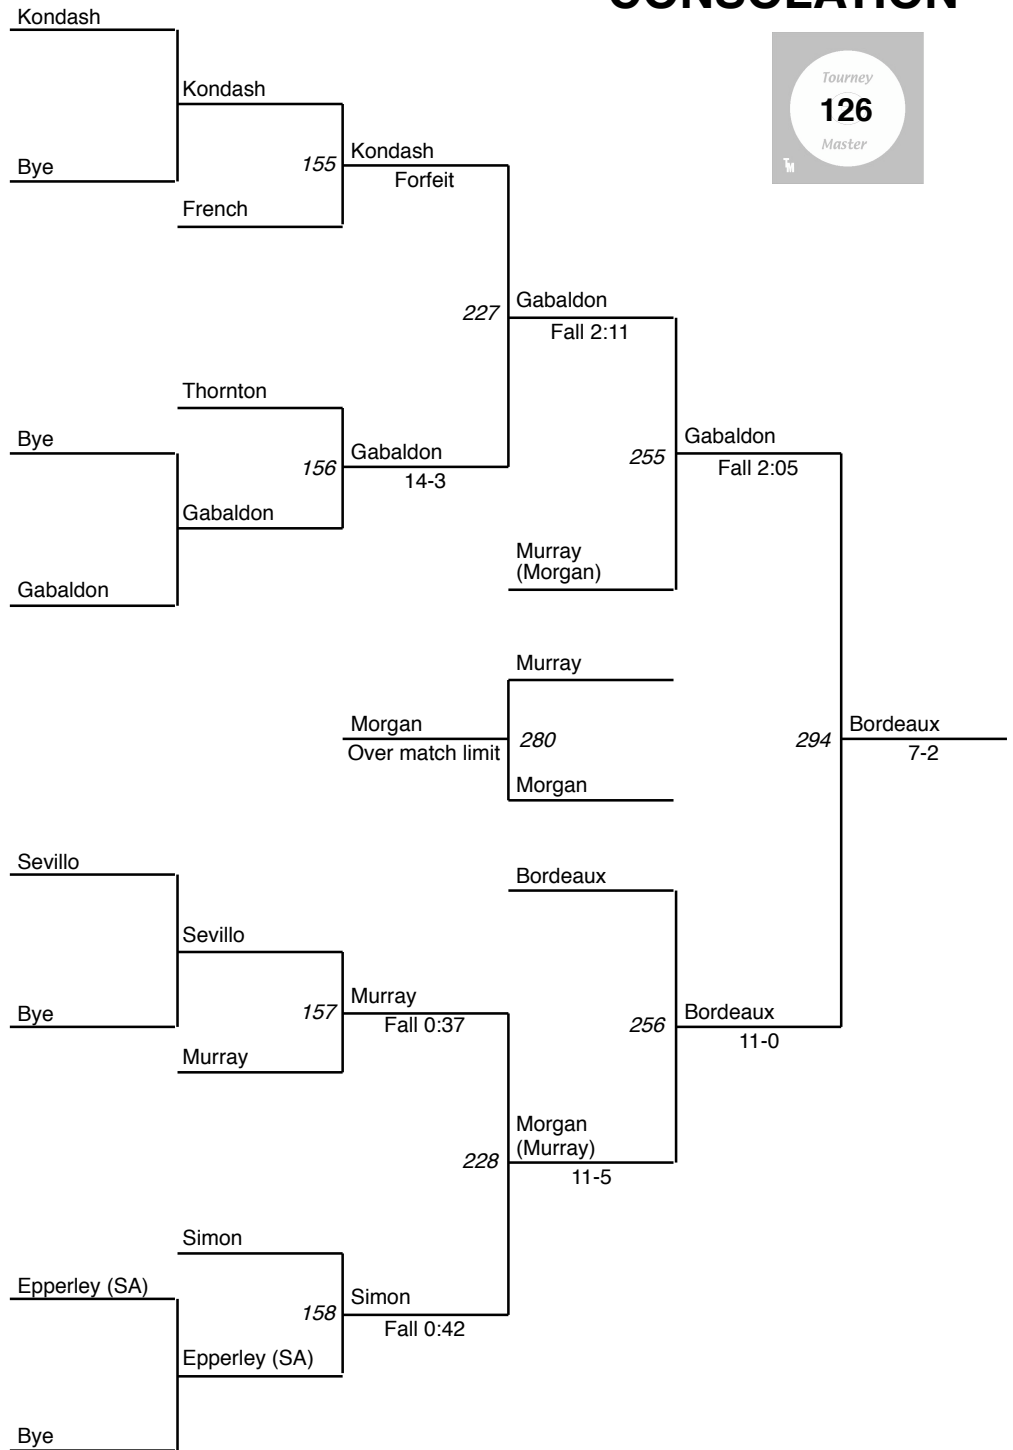 CONSOLATION
Kondash
Tourney
126
Master
TM
Kondash
155
Kondash
Forfeit
Bye
French
227
Gabaldon
Fall 2:11
Thornton
Bye
156
Gabaldon
14-3
255
Gabaldon
Fall 2:05
Gabaldon
Murray
(Morgan)
Gabaldon
Murray
Morgan
Over match limit
280
294
Bordeaux
7-2
Morgan
Sevillo
Bordeaux
Sevillo
157
Murray
Fall 0:37
256
Bordeaux
11-0
Bye
Murray
Morgan
(Murray)
228
11-5
Simon
Epperley (SA)
158
Simon
Fall 0:42
Epperley (SA)
Bye